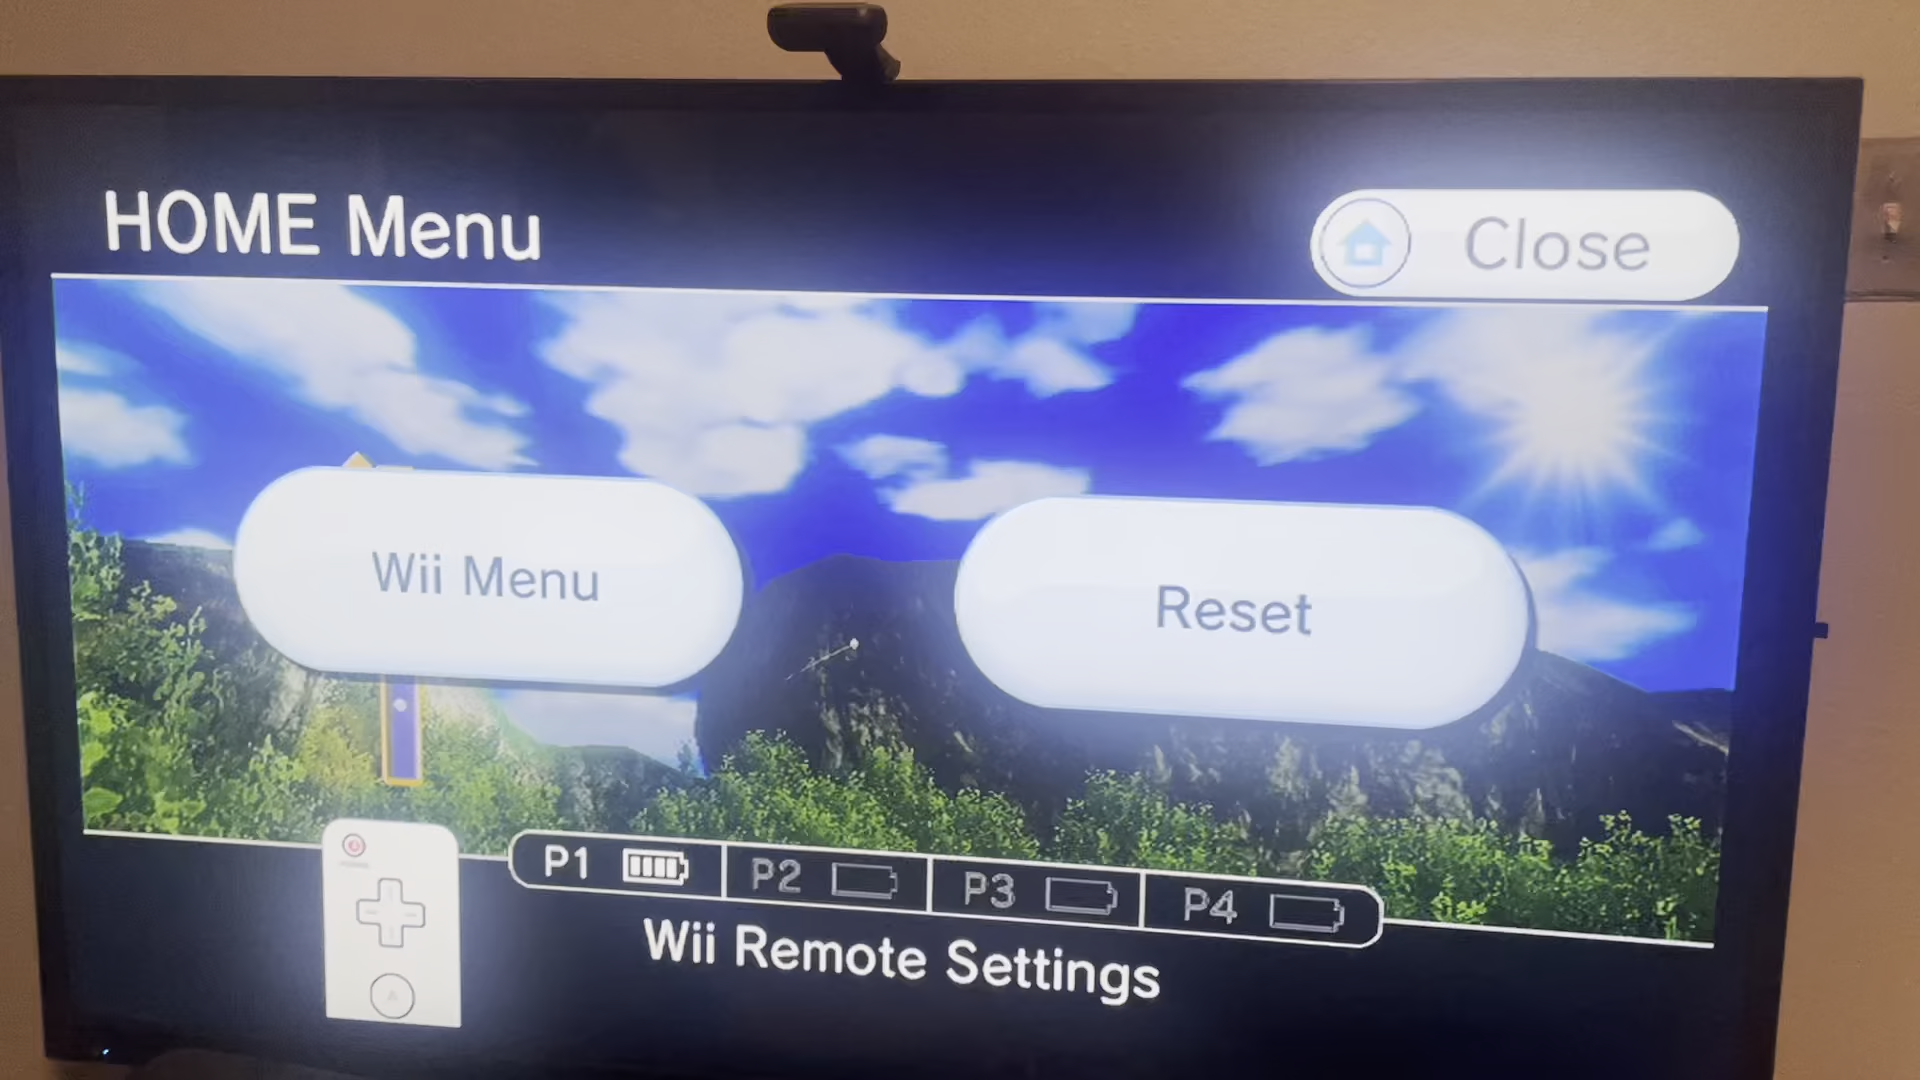 HOME Menu
Close
Wii Menu
Reset
P1 P2 P3 P4
Wii Remote Settings
A